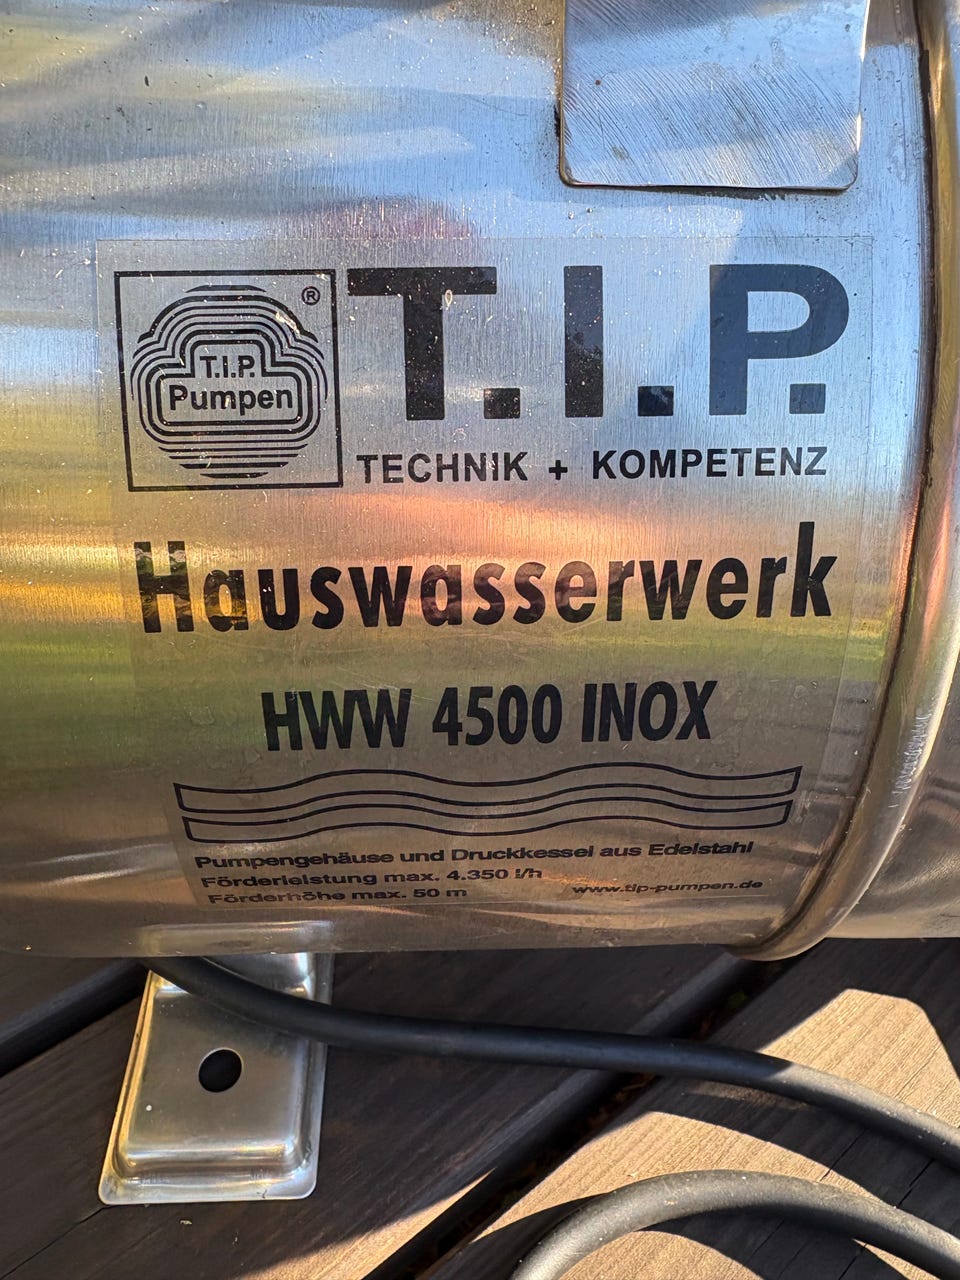 ®
T.I.P.
Pumpen
T.I.P.
TECHNIK + KOMPETENZ
Hauswasserwerk
HWW 4500 INOX
Pumpengehäuse und Druckkessel aus Edelstahl
Förderleistung max. 4.350 l/h
Förderhöhe max. 50 m
www.tip-pumpen.de